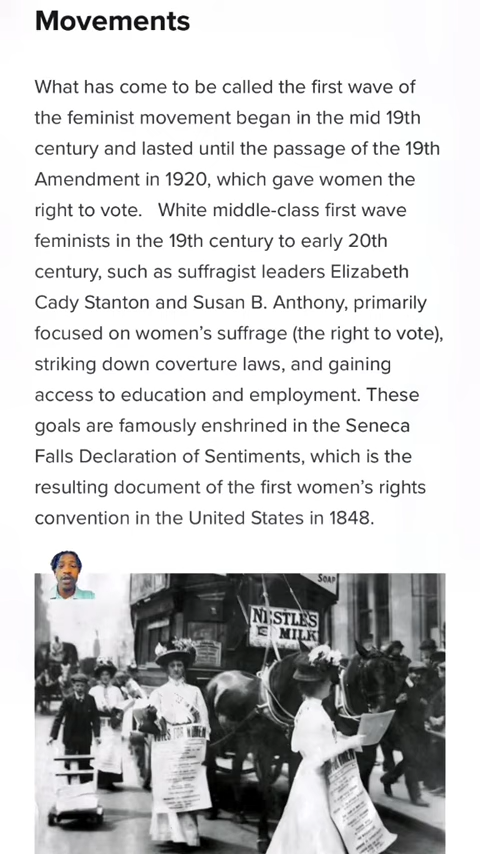 Movements
What has come to be called the first wave of
the feminist movement began in the mid 19th
century and lasted until the passage of the 19th
Amendment in 1920, which gave women the
right to vote.   White middle-class first wave
feminists in the 19th century to early 20th
century, such as suffragist leaders Elizabeth
Cady Stanton and Susan B. Anthony, primarily
focused on women’s suffrage (the right to vote),
striking down coverture laws, and gaining
access to education and employment. These
goals are famously enshrined in the Seneca
Falls Declaration of Sentiments, which is the
resulting document of the first women’s rights
convention in the United States in 1848.
SOAP
NESTLE'S
MILK
VOTES FOR WOMEN